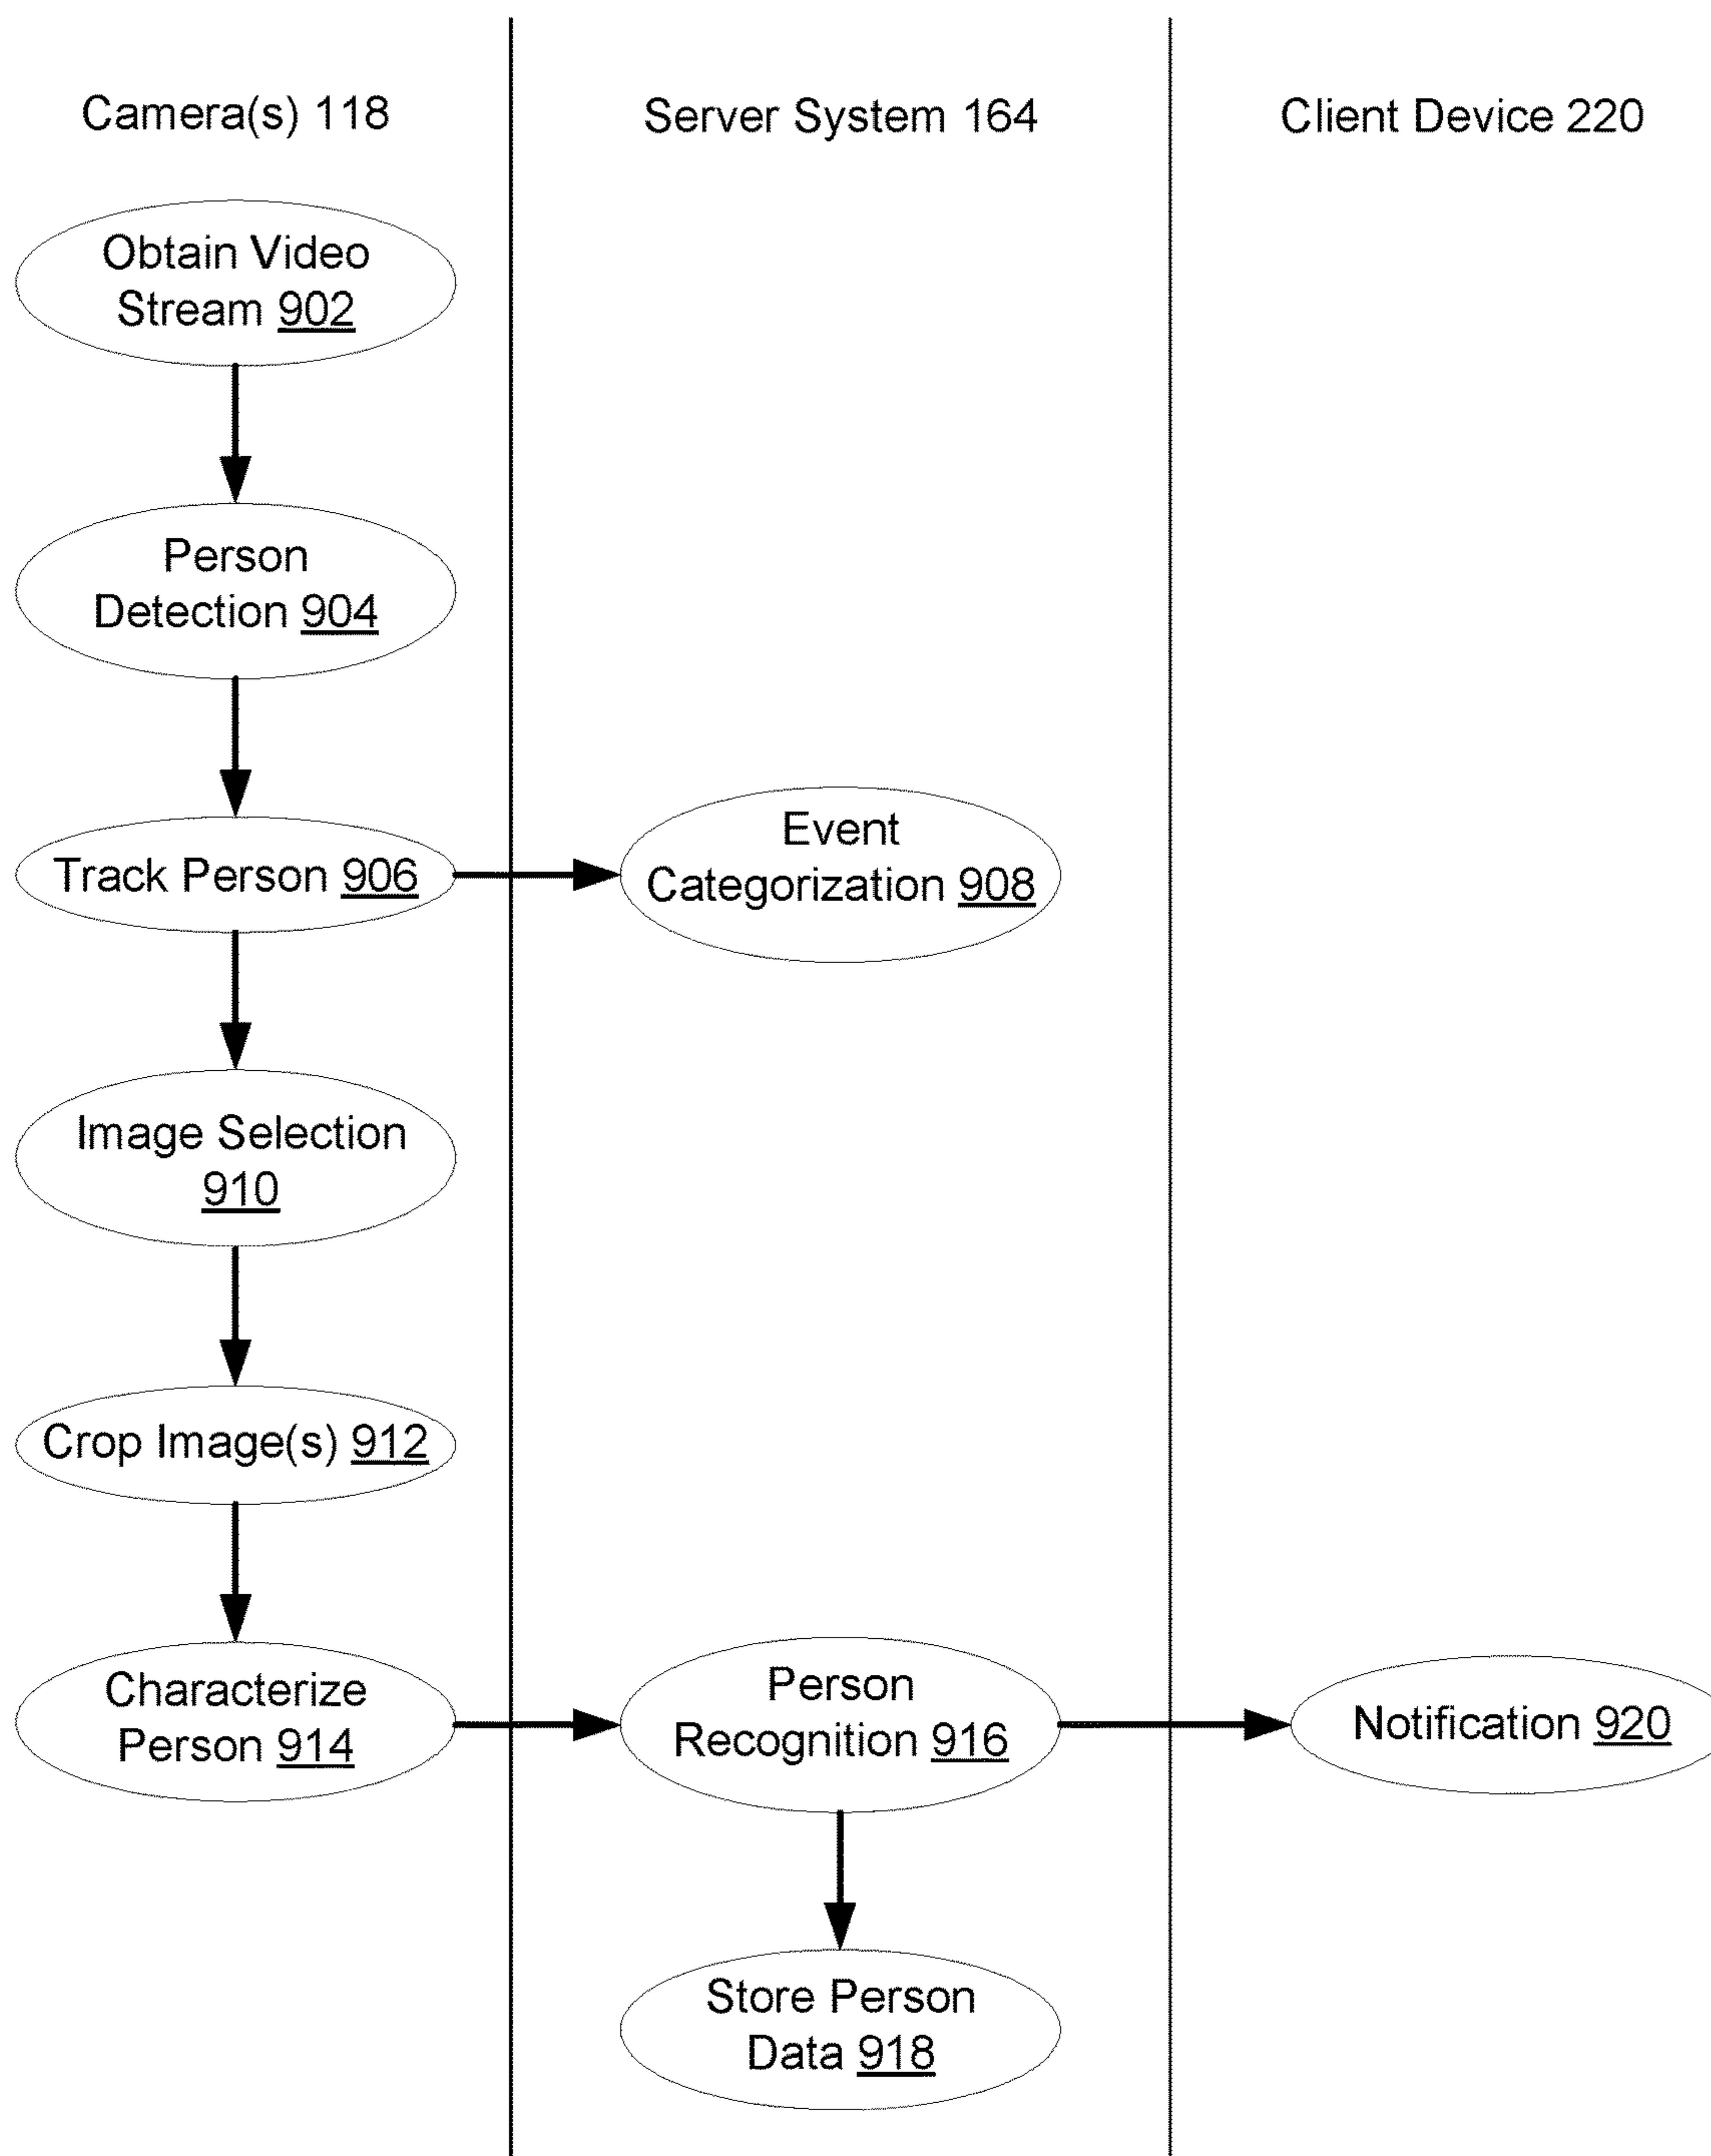 Camera(s) 118
Server System 164
Client Device 220
Obtain Video
Stream 902
Person
Detection 904
Track Person 906
Event
Categorization 908
Image Selection
910
Crop Image(s) 912
Characterize
Person 914
Person
Recognition 916
Notification 920
Store Person
Data 918